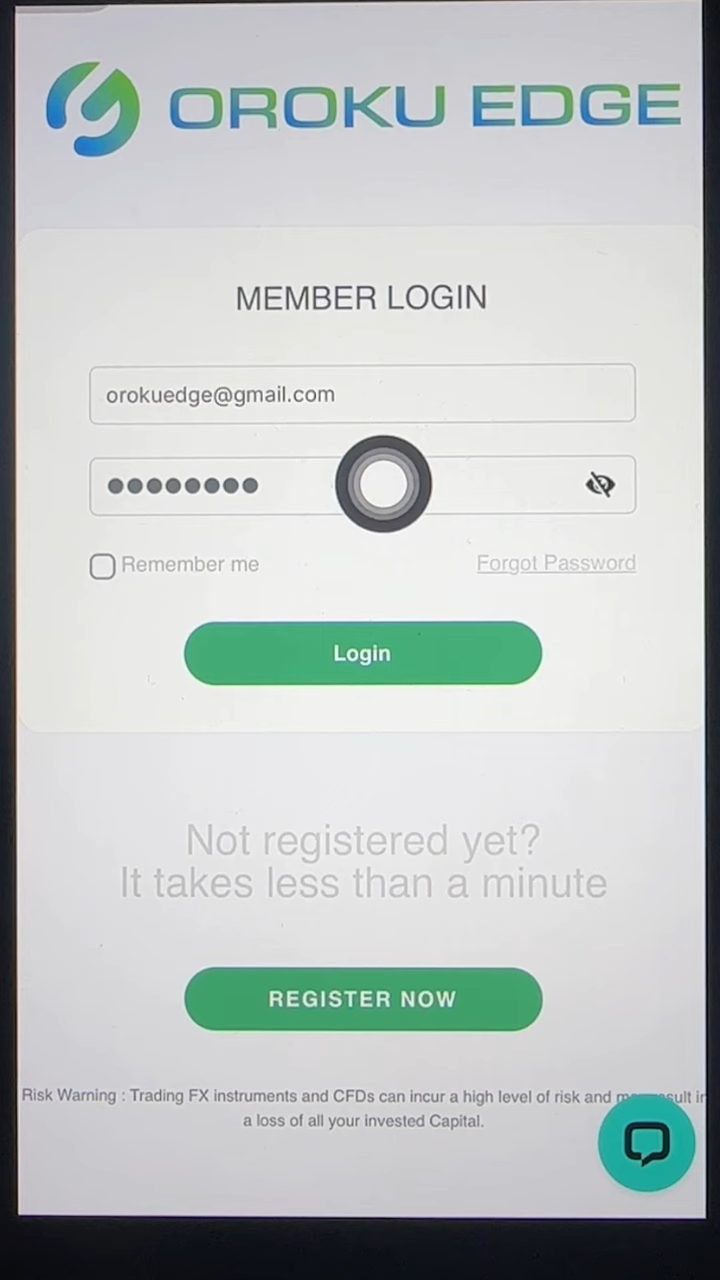 OROKU EDGE
MEMBER LOGIN
orokuedge@gmail.com
Remember me
Forgot Password
Login
Not registered yet?
It takes less than a minute
REGISTER NOW
Risk Warning : Trading FX instruments and CFDs can incur a high level of risk and
a loss of all your invested Capital.